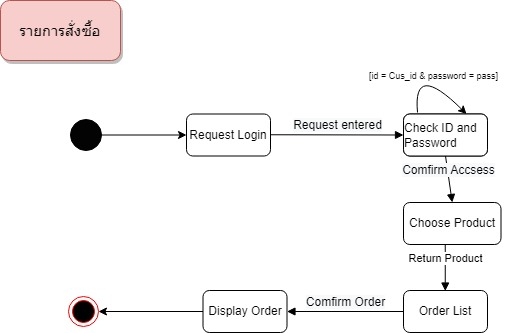 รายการสั่งซื้อ
[id = Cus_id & password = pass]
Request Login
Request entered
Check ID and
Password
Comfirm Accsess
Choose Product
Return Product
Order List
Comfirm Order
Display Order